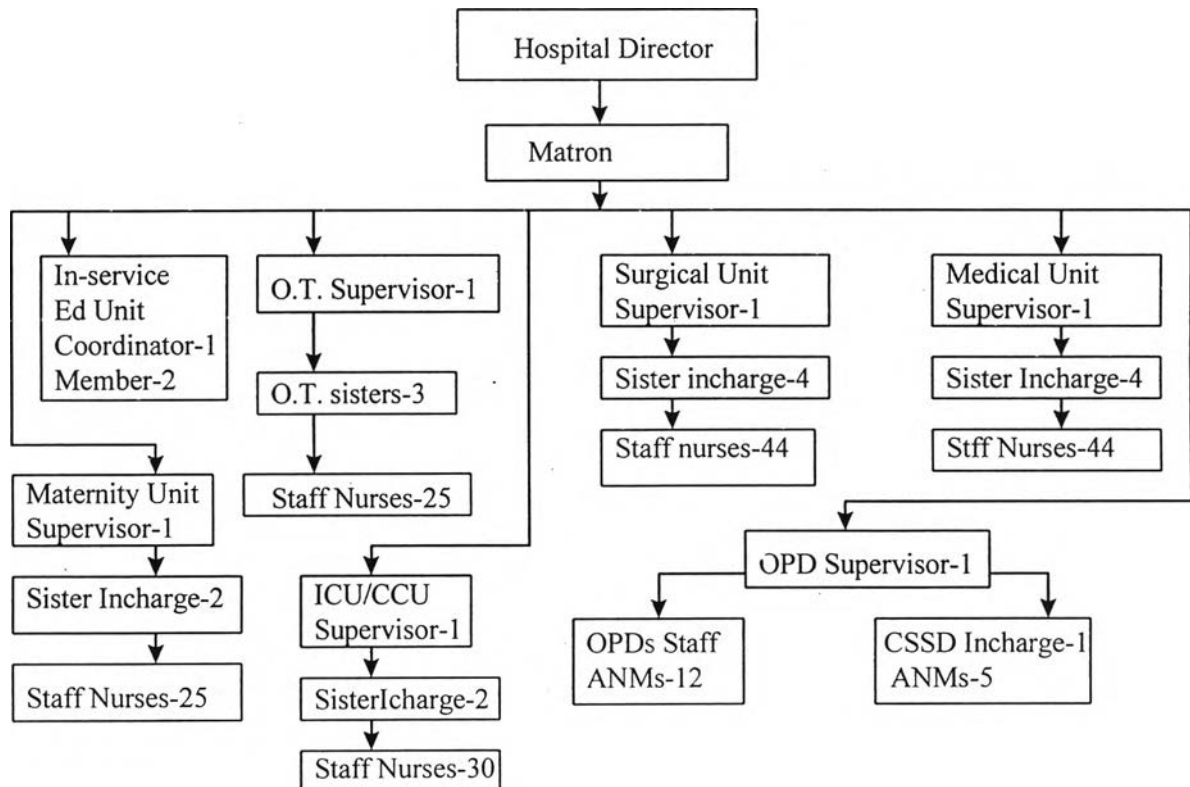 Hospital Director
Matron
In-service
Ed Unit
Coordinator-1
Member-2
O.T. Supervisor-1
O.T. sisters-3
Staff Nurses-25
Surgical Unit
Supervisor-1
Sister incharge-4
Staff nurses-44
Medical Unit
Supervisor-1
Sister Incharge-4
Stff Nurses-44
Maternity Unit
Supervisor-1
Sister Incharge-2
Staff Nurses-25
ICU/CCU
Supervisor-1
SisterIcharge-2
Staff Nurses-30
OPD Supervisor-1
OPDs Staff
ANMs-12
CSSD Incharge-1
ANMs-5